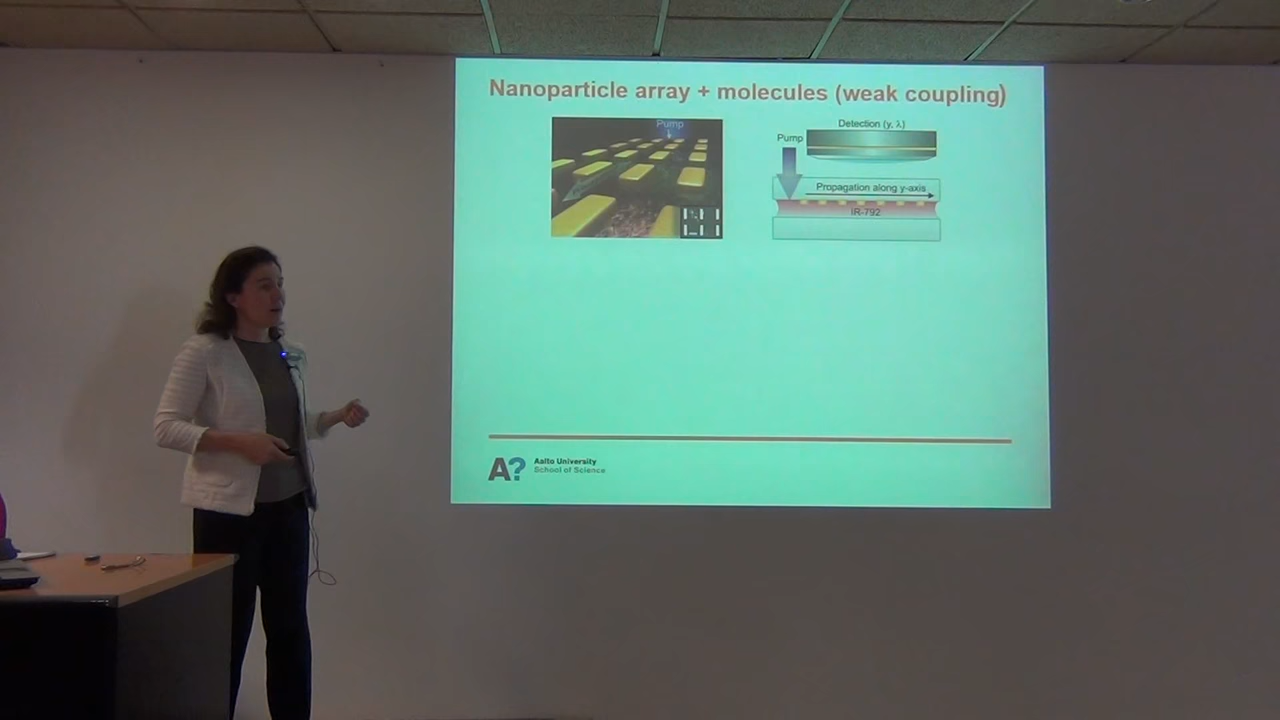 Nanoparticle array + molecules (weak coupling)
Pump
Detection (y, λ)
Pump
Propagation along y-axis
IR-792
A?
Aalto University
School of Science